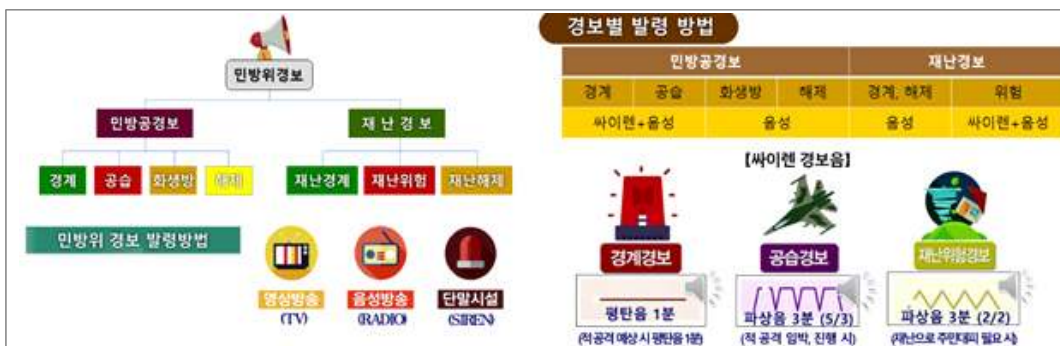 민방위경보
민방공경보
재 난 경 보
경계
공습
화생방
해제
재난경계
재난위험
재난해제
민방위 경보 발령방법
영상방송
(TV)
음성방송
(RADIO)
단말시설
(SIREN)
경보별 발령 방법
민방공경보 재난경보
경계 공습 화생방 해제 경계, 해제 위험
싸이렌+음성 음성 음성 싸이렌+음성
[싸이렌 경보음]
경계경보
평탄음 1분
(적 공격 예상 시 평탄음 1분)
공습경보
파상음 3분 (5/3)
(적 공격 임박, 진행 시)
재난위험경보
파상음 3분 (2/2)
(재난으로 주민대피 필요 시)